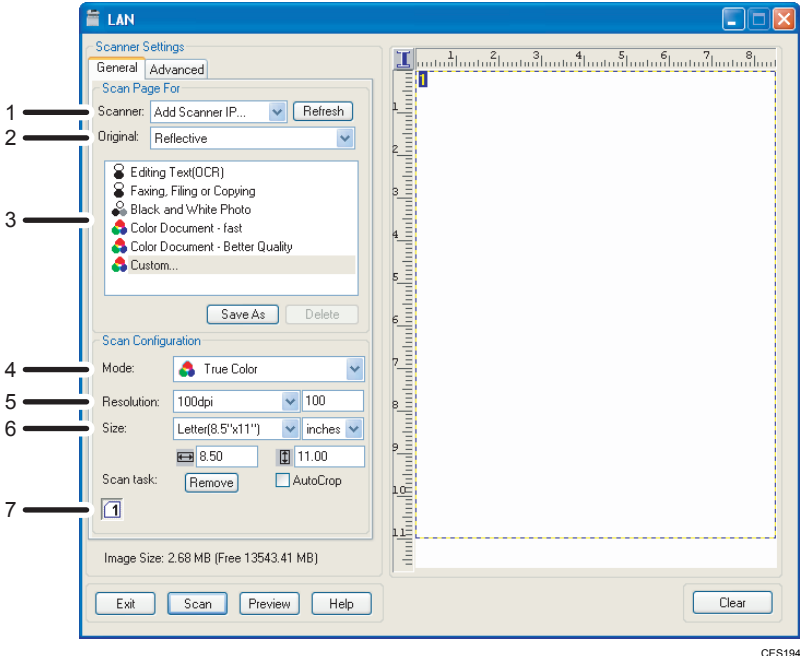 LAN
Scanner Settings
General Advanced
Scan Page For
1 Scanner: Add Scanner IP... Refresh
2 Original: Reflective
3
Editing Text(OCR)
Faxing, Filing or Copying
Black and White Photo
Color Document - fast
Color Document - Better Quality
Custom...
Save As Delete
Scan Configuration
4 Mode: True Color
5 Resolution: 100dpi 100
6 Size: Letter(8.5"x11") inches
8.50 11.00
Scan task: Remove AutoCrop
7 1
Image Size: 2.68 MB (Free 13543.41 MB)
Exit Scan Preview Help
1 2 3 4 5 6 7 8
1
1
2
3
4
5
6
7
8
9
10
11
Clear
CES194